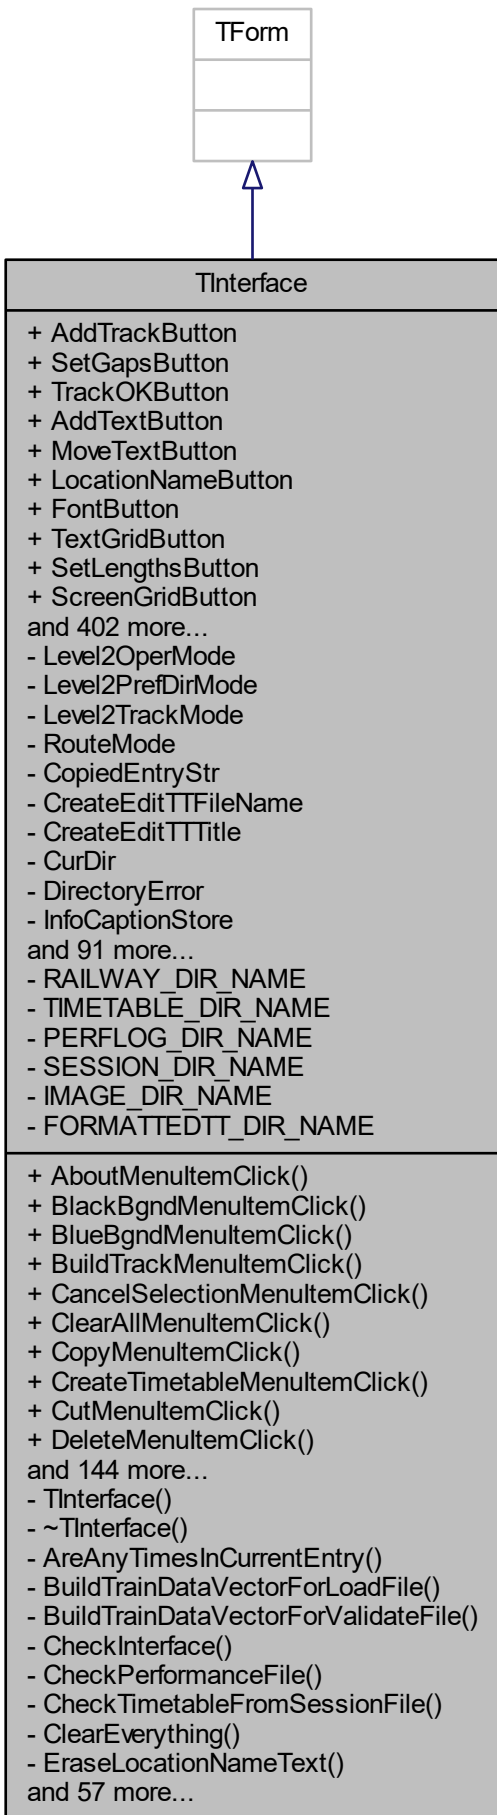 TForm
TInterface
+ AddTrackButton
+ SetGapsButton
+ TrackOKButton
+ AddTextButton
+ MoveTextButton
+ LocationNameButton
+ FontButton
+ TextGridButton
+ SetLengthsButton
+ ScreenGridButton
and 402 more...
- Level2OperMode
- Level2PrefDirMode
- Level2TrackMode
- RouteMode
- CopiedEntryStr
- CreateEditTTFileName
- CreateEditTTTitle
- CurDir
- DirectoryError
- InfoCaptionStore
and 91 more...
- RAILWAY_DIR_NAME
- TIMETABLE_DIR_NAME
- PERFLOG_DIR_NAME
- SESSION_DIR_NAME
- IMAGE_DIR_NAME
- FORMATTEDTT_DIR_NAME
+ AboutMenuItemClick()
+ BlackBgndMenuItemClick()
+ BlueBgndMenuItemClick()
+ BuildTrackMenuItemClick()
+ CancelSelectionMenuItemClick()
+ ClearAllMenuItemClick()
+ CopyMenuItemClick()
+ CreateTimetableMenuItemClick()
+ CutMenuItemClick()
+ DeleteMenuItemClick()
and 144 more...
- TInterface()
- ~TInterface()
- AreAnyTimesInCurrentEntry()
- BuildTrainDataVectorForLoadFile()
- BuildTrainDataVectorForValidateFile()
- CheckInterface()
- CheckPerformanceFile()
- CheckTimetableFromSessionFile()
- ClearEverything()
- EraseLocationNameText()
and 57 more...